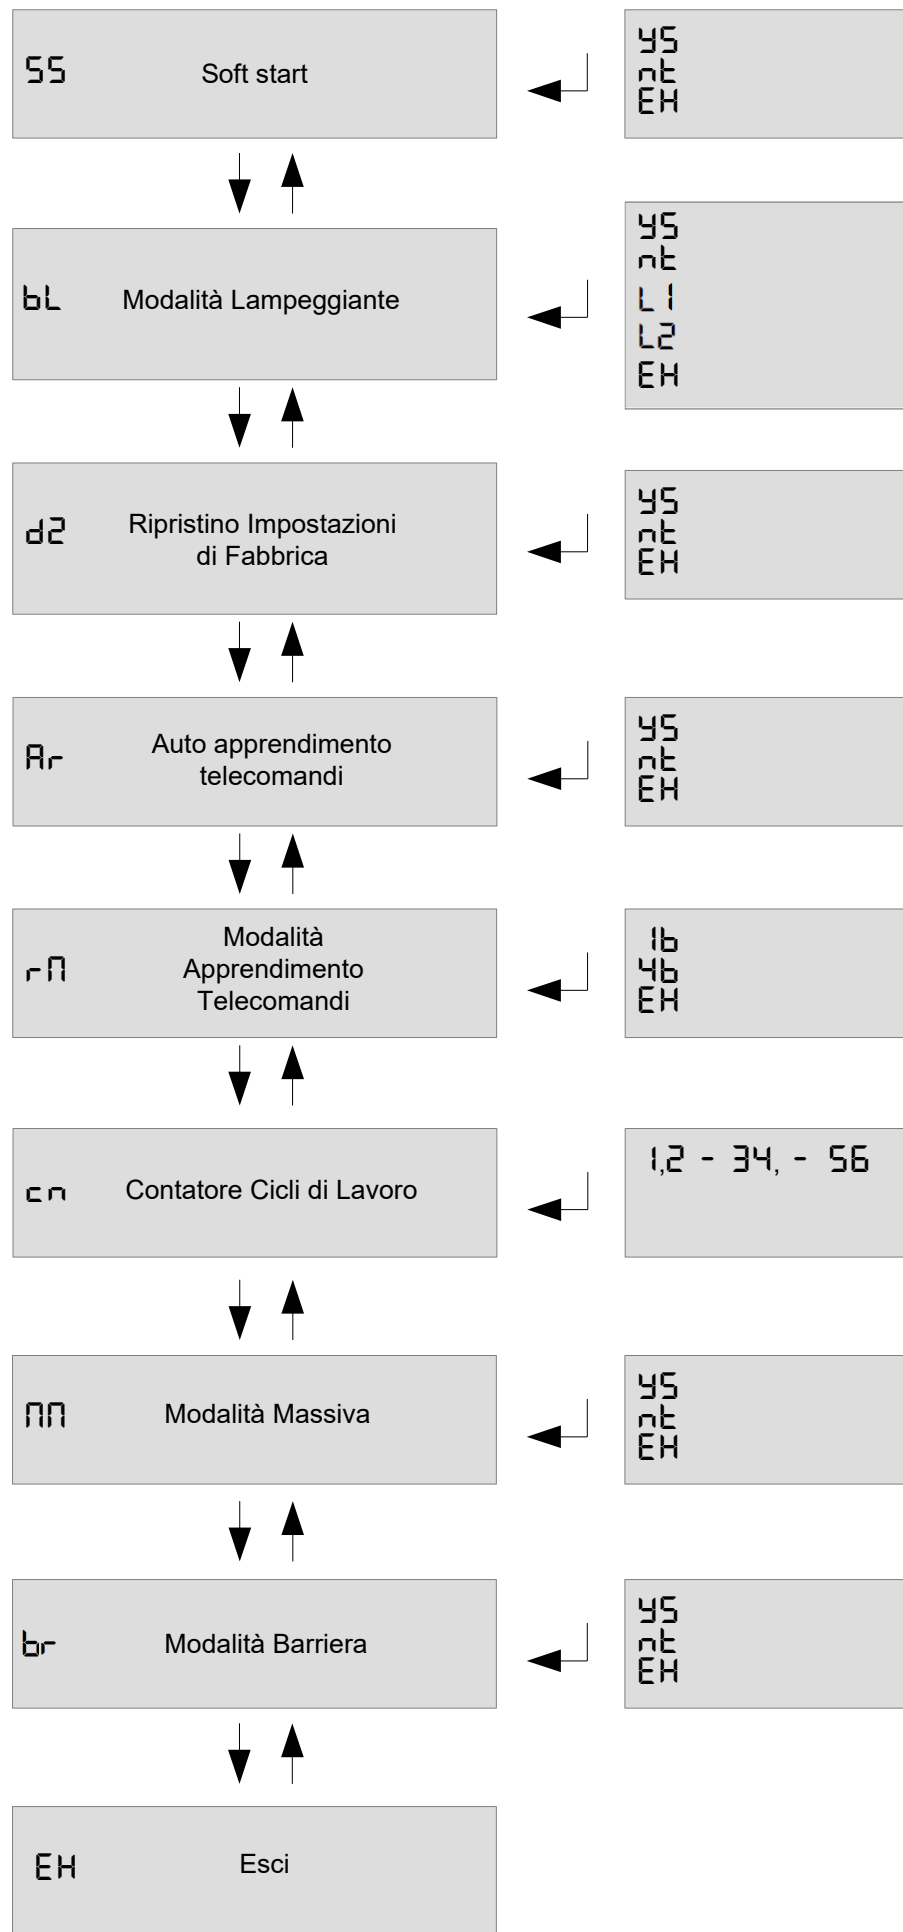 SS Soft start
YS
nt
EH
bL Modalità Lampeggiante
YS
nt
L1
L2
EH
d2 Ripristino Impostazioni
di Fabbrica
YS
nt
EH
Ar Auto apprendimento
telecomandi
YS
nt
EH
rM Modalità
Apprendimento
Telecomandi
1b
4b
EH
cn Contatore Cicli di Lavoro
1,2 - 34, - 56
MM Modalità Massiva
YS
nt
EH
br Modalità Barriera
YS
nt
EH
EH Esci